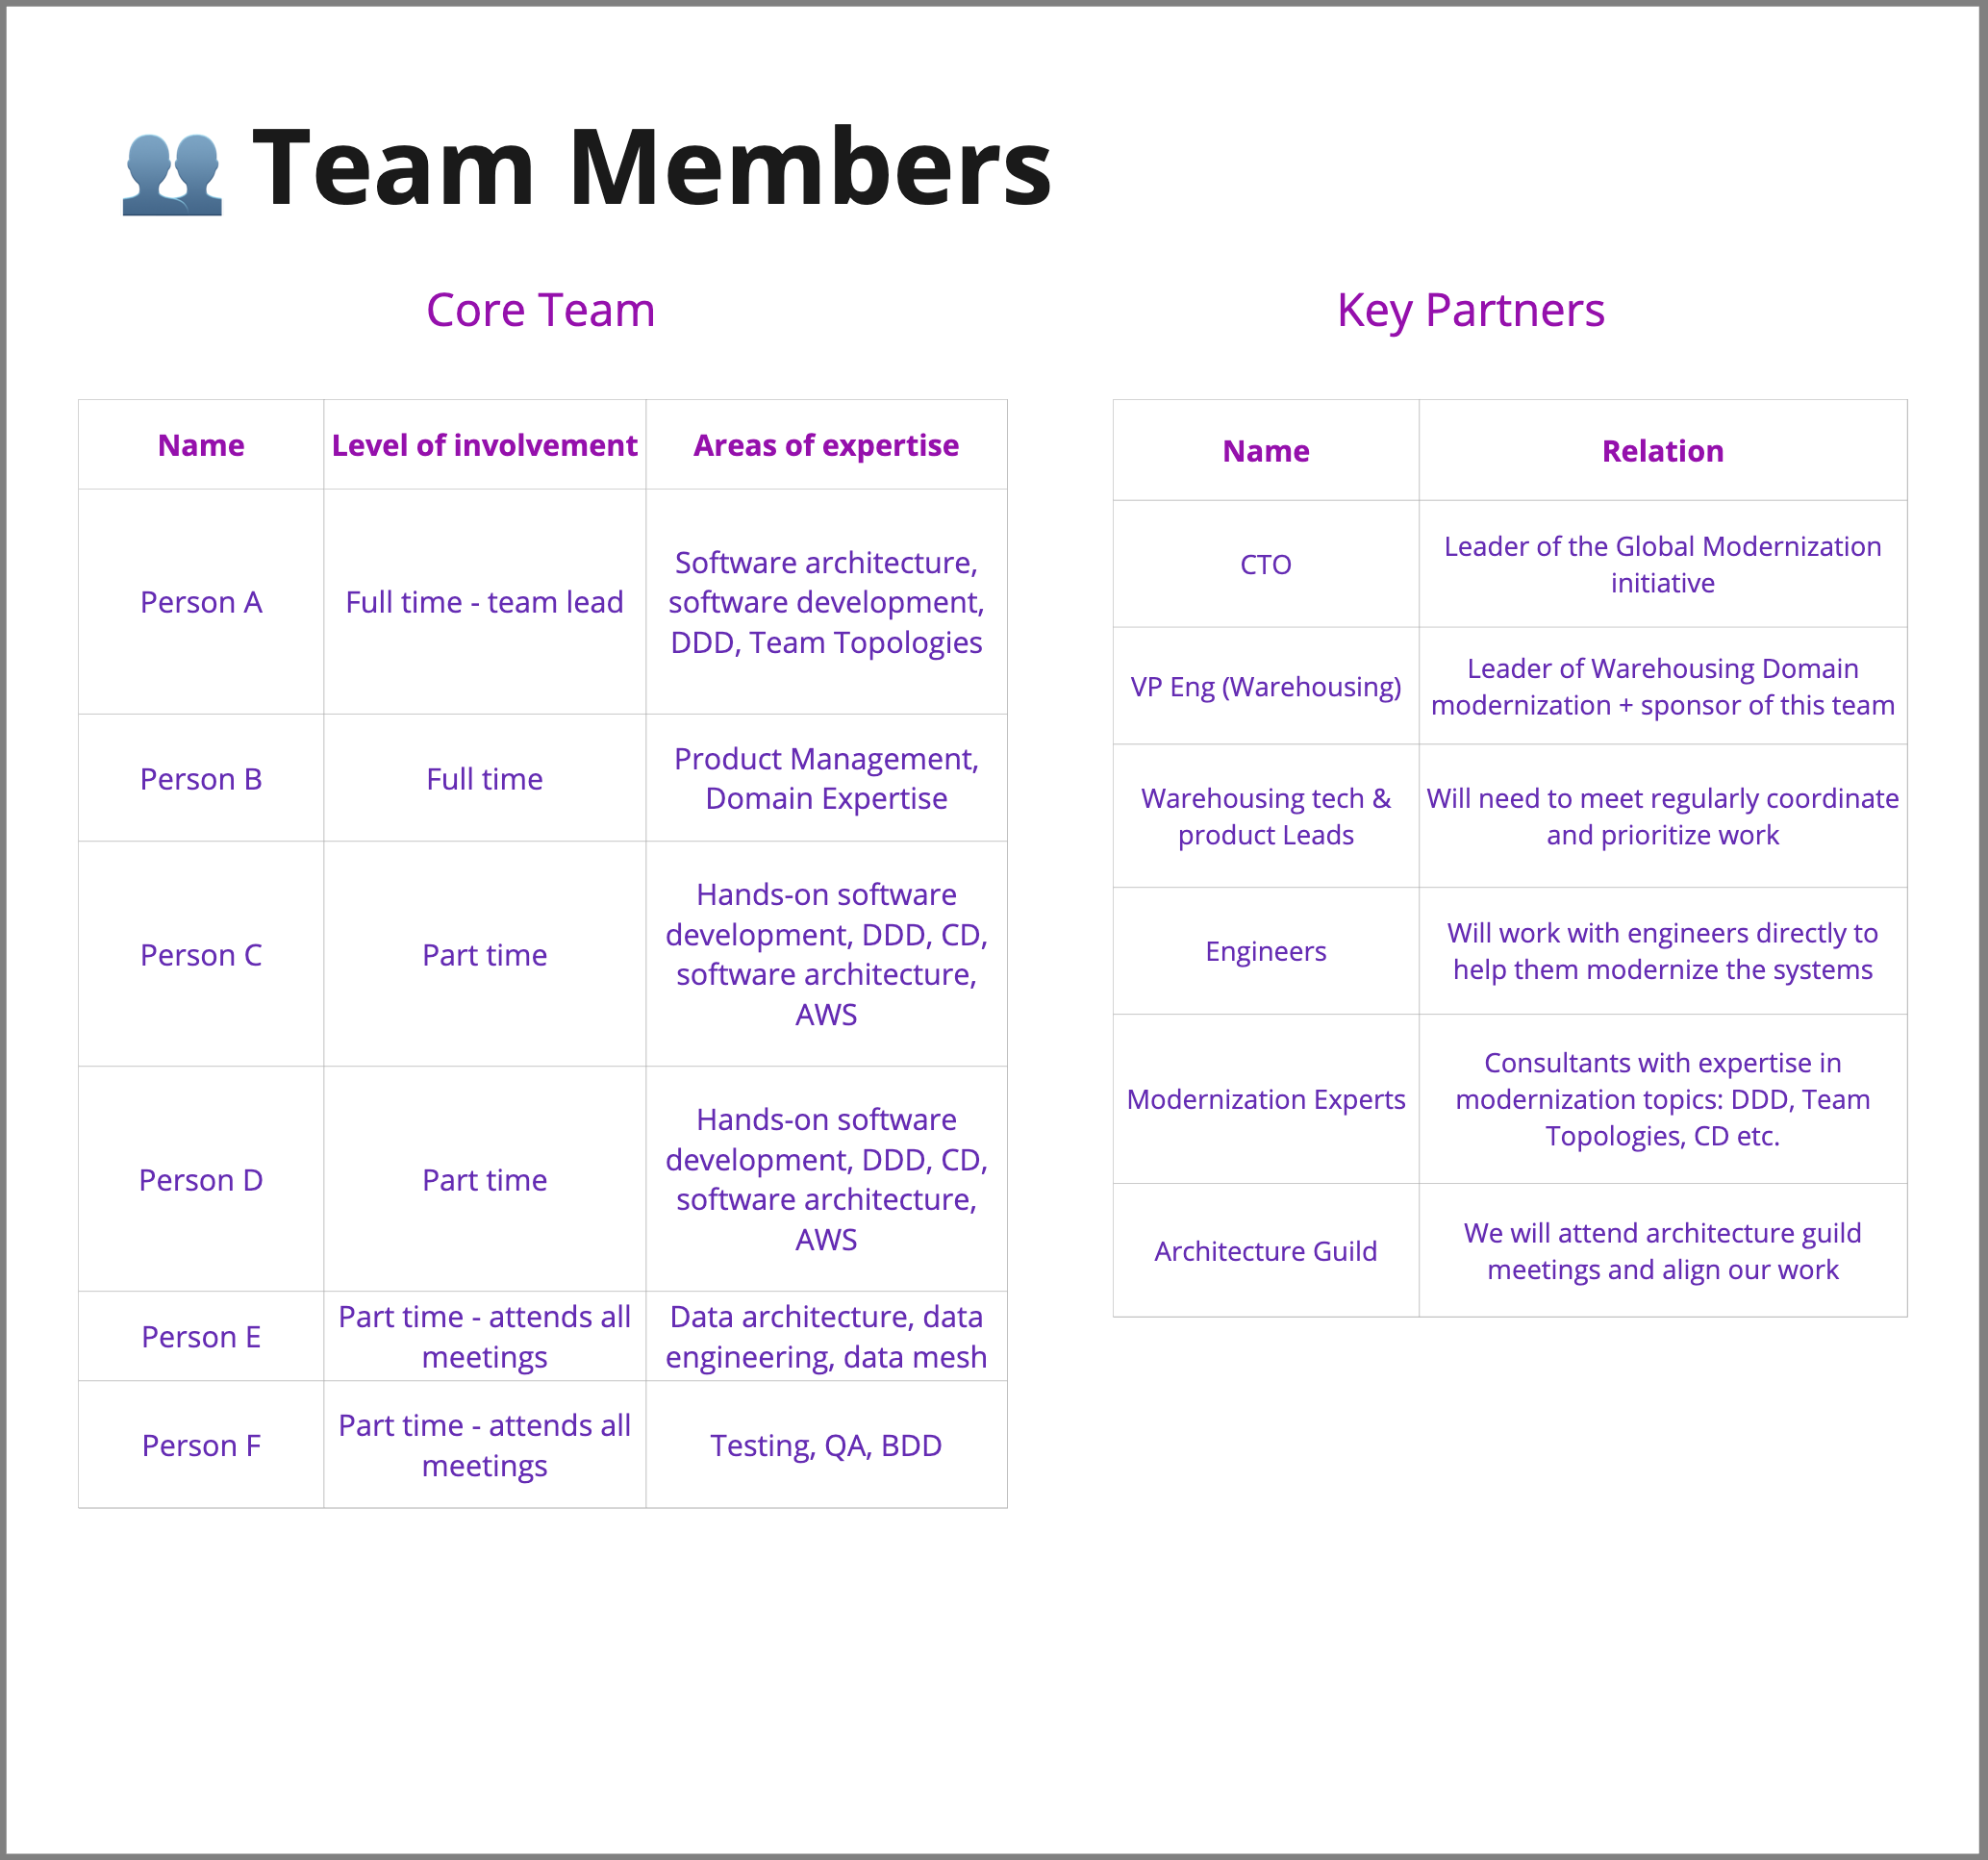 Team Members
Core Team
Name
Level of involvement
Areas of expertise
Person A
Full time - team lead
Software architecture,
software development,
DDD, Team Topologies
Person B
Full time
Product Management,
Domain Expertise
Person C
Part time
Hands-on software
development, DDD, CD,
software architecture,
AWS
Person D
Part time
Hands-on software
development, DDD, CD,
software architecture,
AWS
Person E
Part time - attends all
meetings
Data architecture, data
engineering, data mesh
Person F
Part time - attends all
meetings
Testing, QA, BDD
Key Partners
Name
Relation
CTO
Leader of the Global Modernization
initiative
VP Eng (Warehousing)
Leader of Warehousing Domain
modernization + sponsor of this team
Warehousing tech &
product Leads
Will need to meet regularly coordinate
and prioritize work
Engineers
Will work with engineers directly to
help them modernize the systems
Modernization Experts
Consultants with expertise in
modernization topics: DDD, Team
Topologies, CD etc.
Architecture Guild
We will attend architecture guild
meetings and align our work